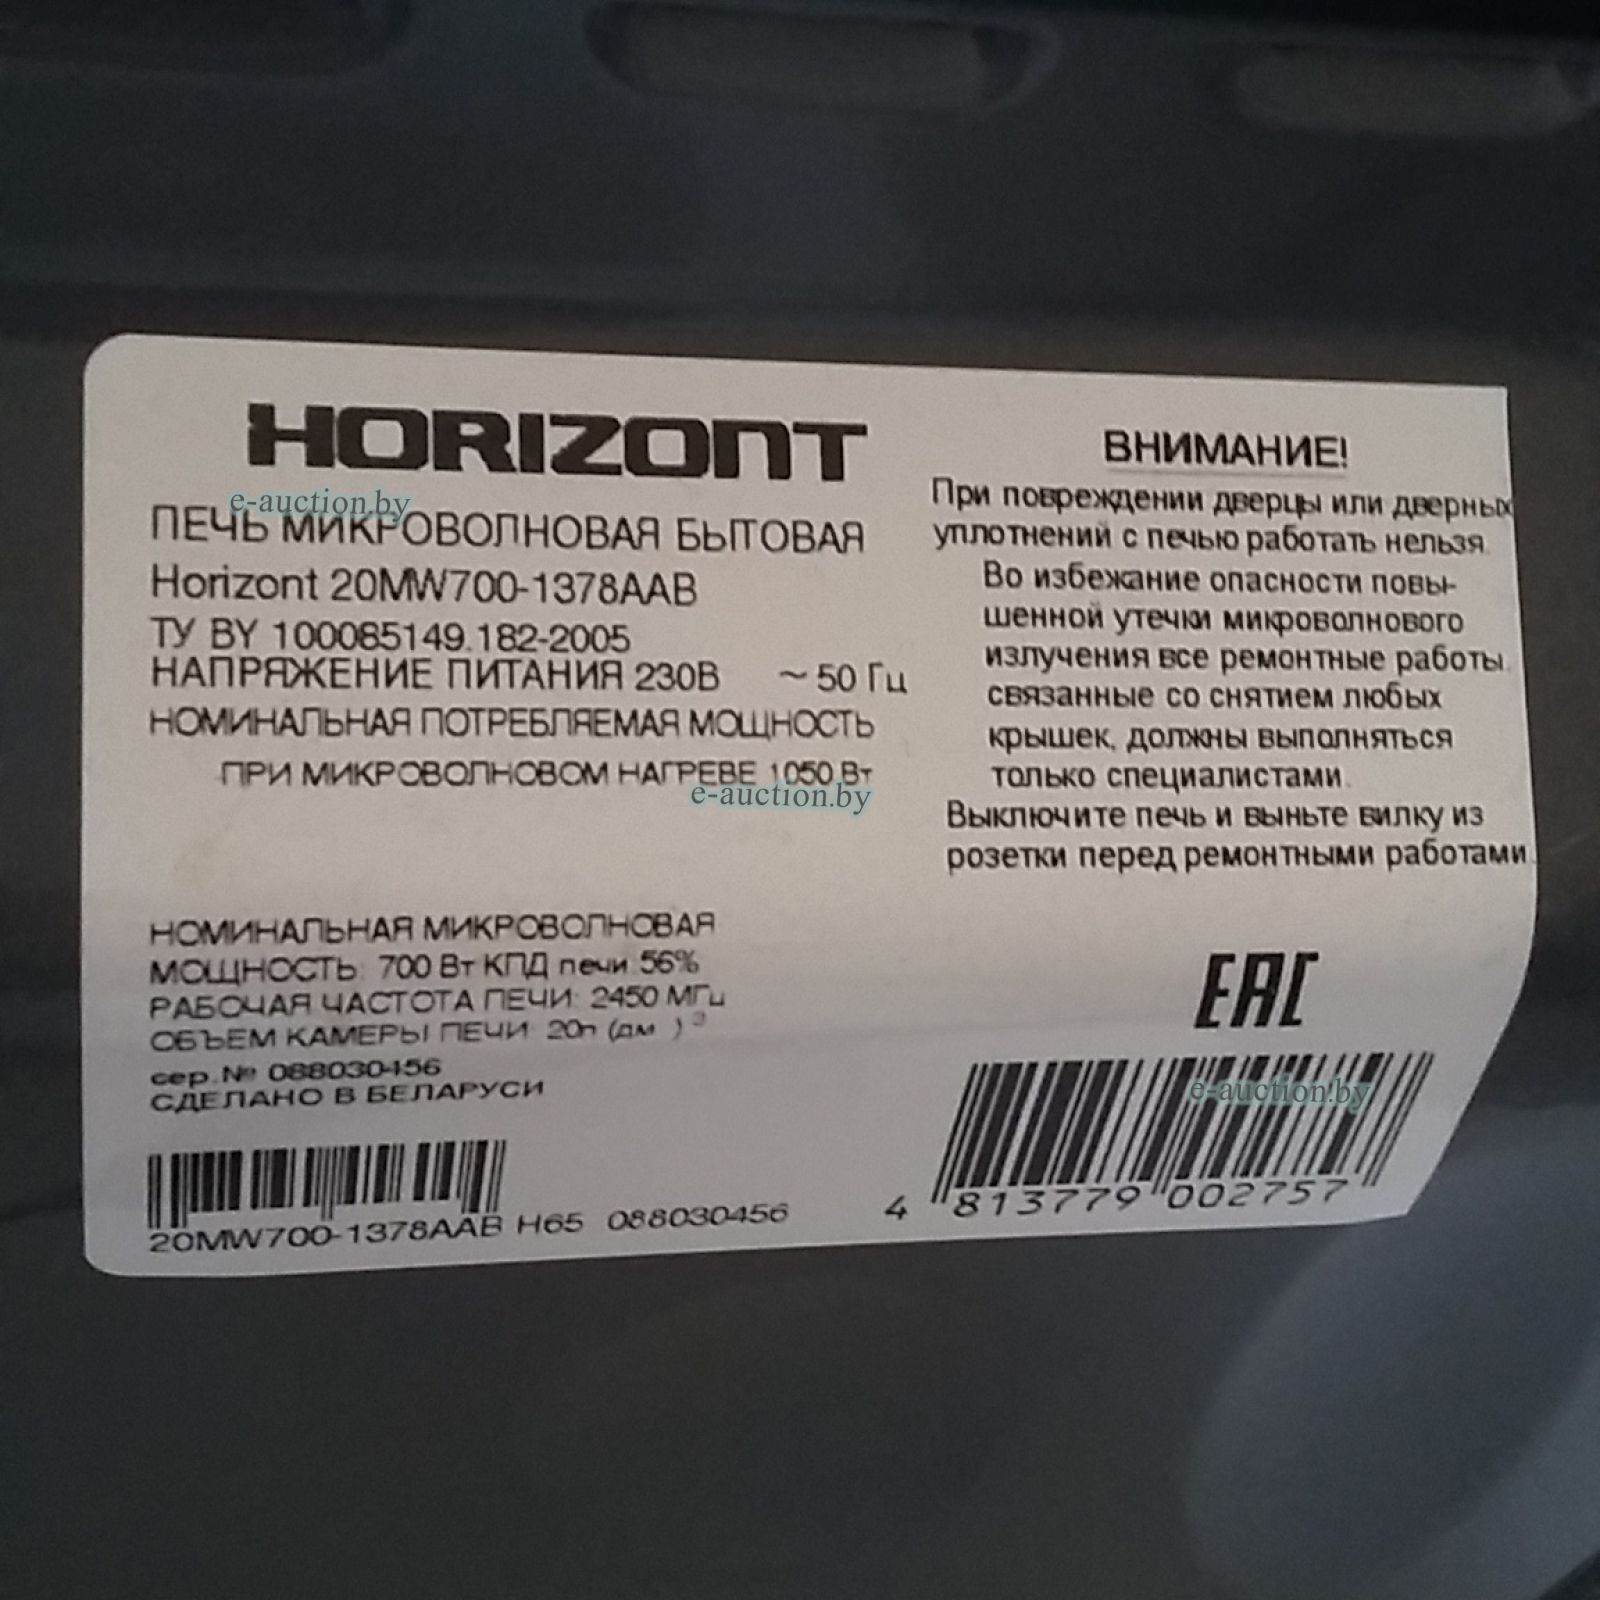 HORIZONT
e-auction.by
ПЕЧЬ МИКРОВОЛНОВАЯ БЫТОВАЯ
Horizont 20MW700-1378AAB
ТУ BY 100085149.182-2005
НАПРЯЖЕНИЕ ПИТАНИЯ 230В ~ 50 Гц
НОМИНАЛЬНАЯ ПОТРЕБЛЯЕМАЯ МОЩНОСТЬ
ПРИ МИКРОВОЛНОВОМ НАГРЕВЕ 1050 Вт
e-auction.by
НОМИНАЛЬНАЯ МИКРОВОЛНОВАЯ
МОЩНОСТЬ: 700 Вт КПД печи 56%
РАБОЧАЯ ЧАСТОТА ПЕЧИ: 2450 МГц
ОБЪЕМ КАМЕРЫ ПЕЧИ: 20л (дм )³
сер.№ 088030456
СДЕЛАНО В БЕЛАРУСИ
20MW700-1378AAB H65 088030456
ВНИМАНИЕ!
При повреждении дверцы или дверных
уплотнений с печью работать нельзя.
Во избежание опасности повы-
шенной утечки микроволнового
излучения все ремонтные работы,
связанные со снятием любых
крышек, должны выполняться
только специалистами.
Выключите печь и выньте вилку из
розетки перед ремонтными работами.
EAC
e-auction.by
4 813779 002757